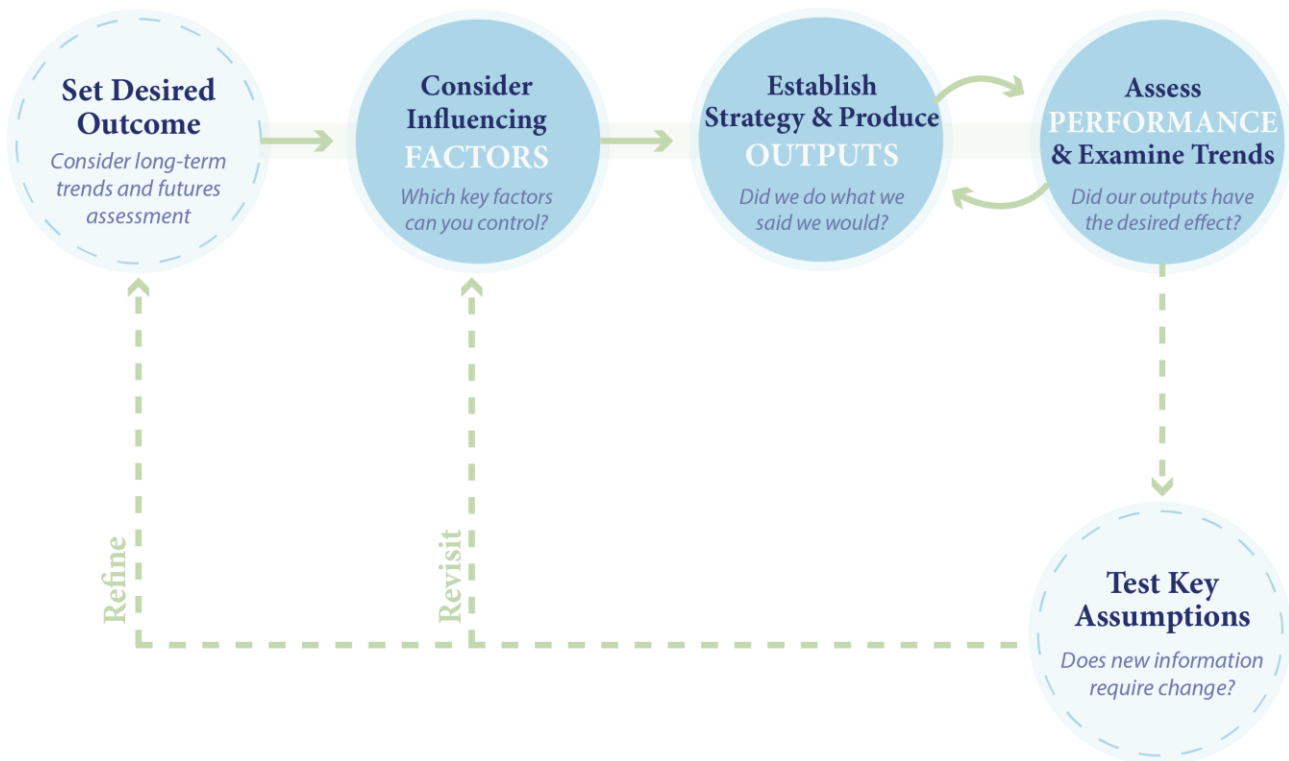 Set Desired
Outcome
Consider long-term
trends and futures
assessment
Consider
Influencing
FACTORS
Which key factors
can you control?
Establish
Strategy & Produce
OUTPUTS
Did we do what we
said we would?
Assess
PERFORMANCE
& Examine Trends
Did our outputs have
the desired effect?
Refine
Revisit
Test Key
Assumptions
Does new information
require change?